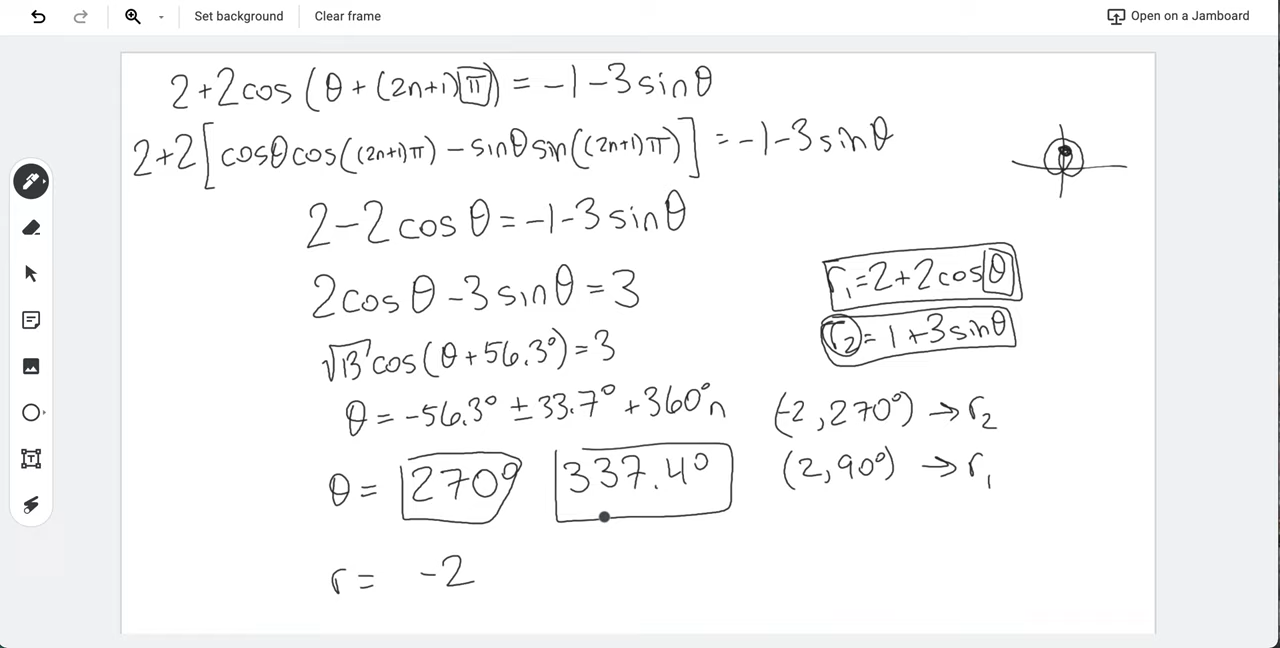 Set background Clear frame Open on a Jamboard
2+2cos(θ+(2n+1)π) = -1-3sinθ
2+2[cosθcos((2n+1)π) - sinθsin((2n+1)π)] = -1-3sinθ
2-2cosθ = -1-3sinθ
2cosθ-3sinθ = 3
√13 cos(θ+56.3°) = 3
θ = -56.3° ± 33.7° + 360°n
θ = 270° 337.4°
r = -2
r₁=2+2cosθ
r₂=1+3sinθ
(-2,270°) → r₂
(2,90°) → r₁